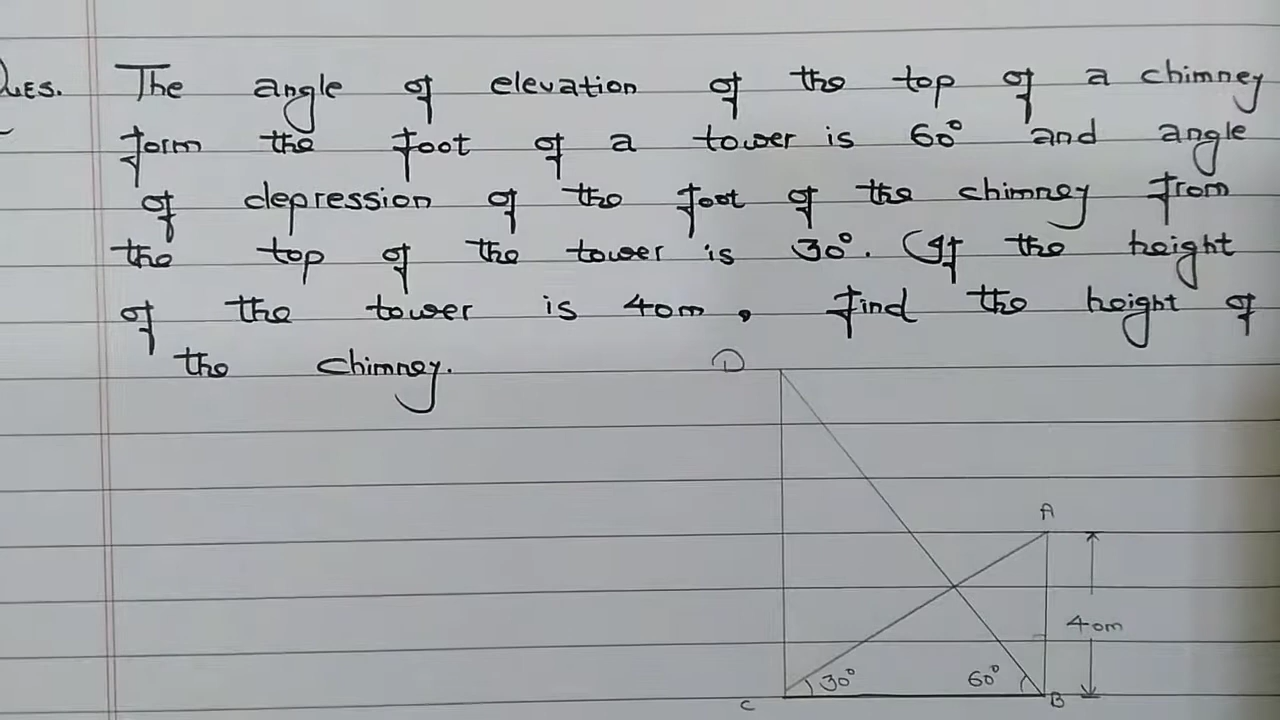 QUES. The angle of elevation of the top of a chimney
form the foot of a tower is 60° and angle
of depression of the foot of the chimney from
the top of the tower is 30°. If the height
of the tower is 40m, find the height of
the chimney.
D
A
40m
30°
60°
C
B